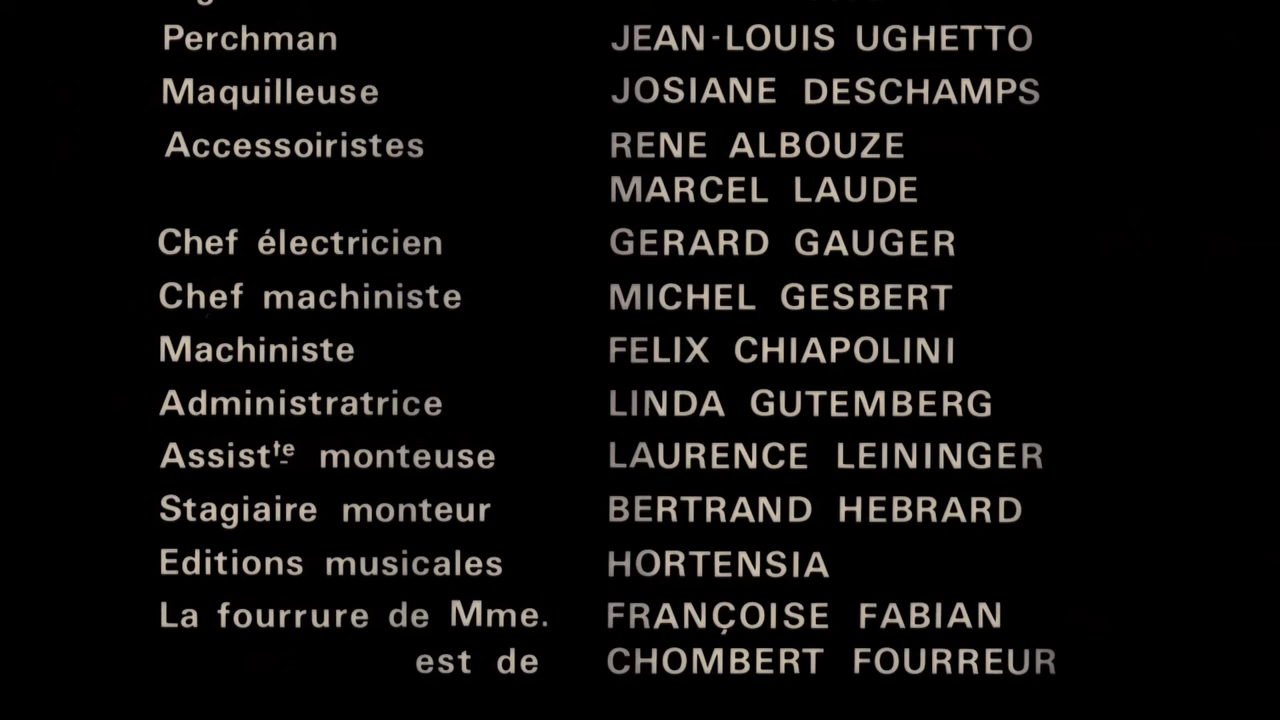 Perchman JEAN-LOUIS UGHETTO
Maquilleuse JOSIANE DESCHAMPS
Accessoiristes RENE ALBOUZE
MARCEL LAUDE
Chef électricien GERARD GAUGER
Chef machiniste MICHEL GESBERT
Machiniste FELIX CHIAPOLINI
Administratrice LINDA GUTEMBERG
Assistte monteuse LAURENCE LEININGER
Stagiaire monteur BERTRAND HEBRARD
Editions musicales HORTENSIA
La fourrure de Mme. FRANÇOISE FABIAN
est de CHOMBERT FOURREUR